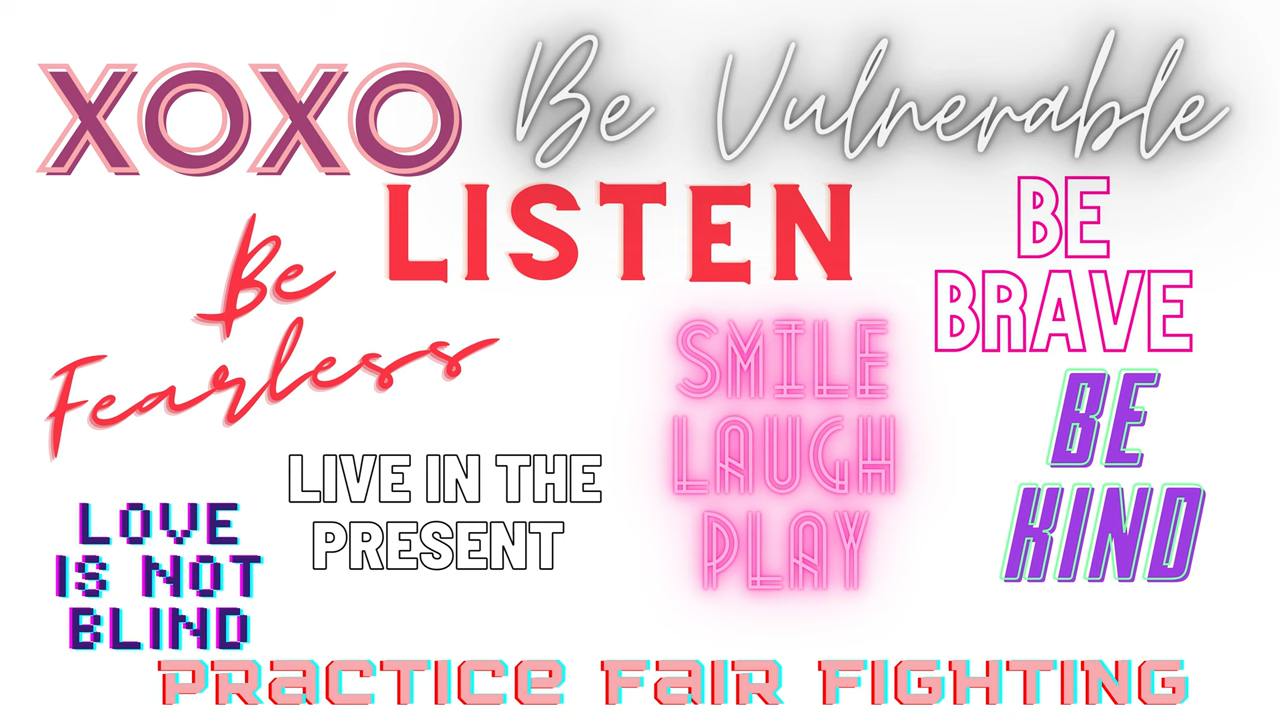 XOXO
Be Vulnerable
LISTEN
BE
BRAVE
Be
Fearless
SMILE
LAUGH
PLAY
BE
KIND
LIVE IN THE
PRESENT
LOVE
IS NOT
BLIND
PRACTICE FAIR FIGHTING